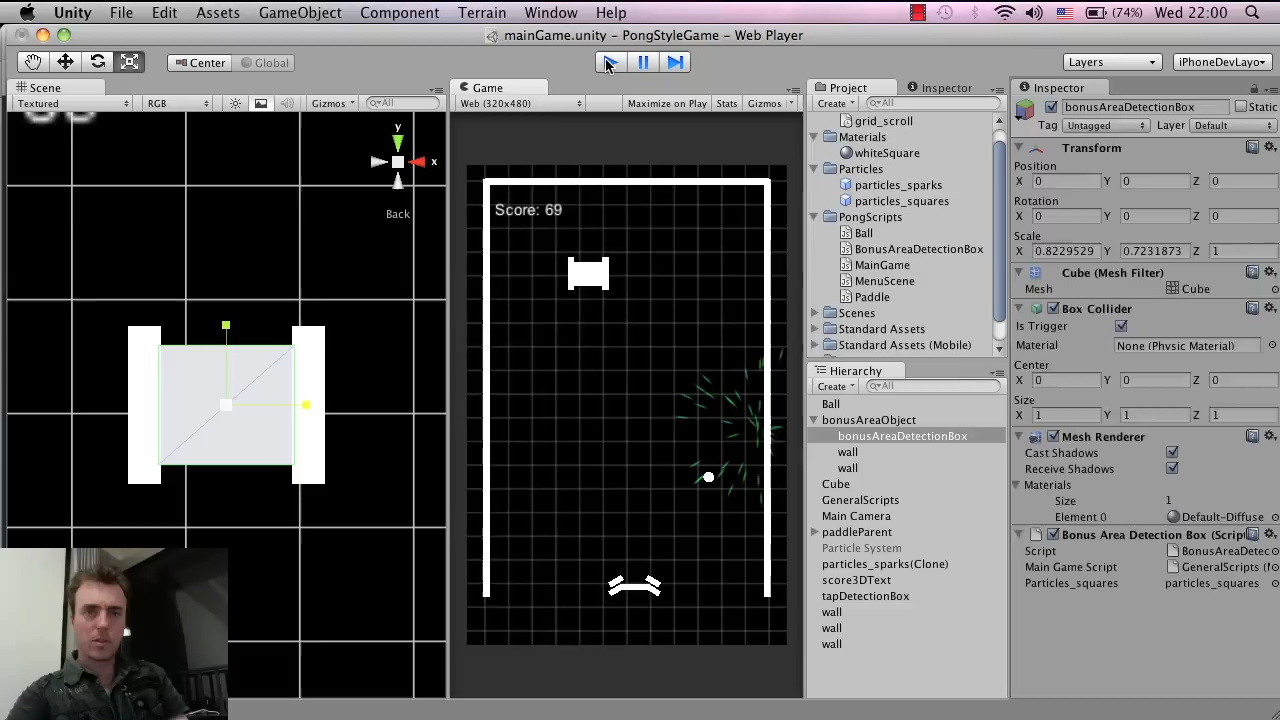 Unity File Edit Assets GameObject Component Terrain Window Help (74%) Wed 22:00
mainGame.unity - PongStyleGame - Web Player
Center Global Layers iPhoneDevLayo
Scene
Textured RGB Gizmos All
y
x
Back
Game
Web (320x480) Maximize on Play Stats Gizmos
Score: 69
Project Inspector
Create All
grid_scroll
Materials
whiteSquare
Particles
particles_sparks
particles_squares
PongScripts
Ball
BonusAreaDetectionBox
MainGame
MenuScene
Paddle
Scenes
Standard Assets
Standard Assets (Mobile)
Hierarchy
Create All
Ball
bonusAreaObject
bonusAreaDetectionBox
wall
wall
Cube
GeneralScripts
Main Camera
paddleParent
Particle System
particles_sparks(Clone)
score3DText
tapDetectionBox
wall
wall
wall
Inspector
bonusAreaDetectionBox Static
Tag Untagged Layer Default
Transform
Position
X 0 Y 0 Z 0
Rotation
X 0 Y 0 Z 0
Scale
X 0.8229529 Y 0.7231873 Z 1
Cube (Mesh Filter)
Mesh Cube
Box Collider
Is Trigger
Material None (Physic Material)
Center
X 0 Y 0 Z 0
Size
X 1 Y 1 Z 1
Mesh Renderer
Cast Shadows
Receive Shadows
Materials
Size 1
Element 0 Default-Diffuse
Bonus Area Detection Box (Script
Script BonusAreaDetec
Main Game Script GeneralScripts (M
Particles_squares particles_squares